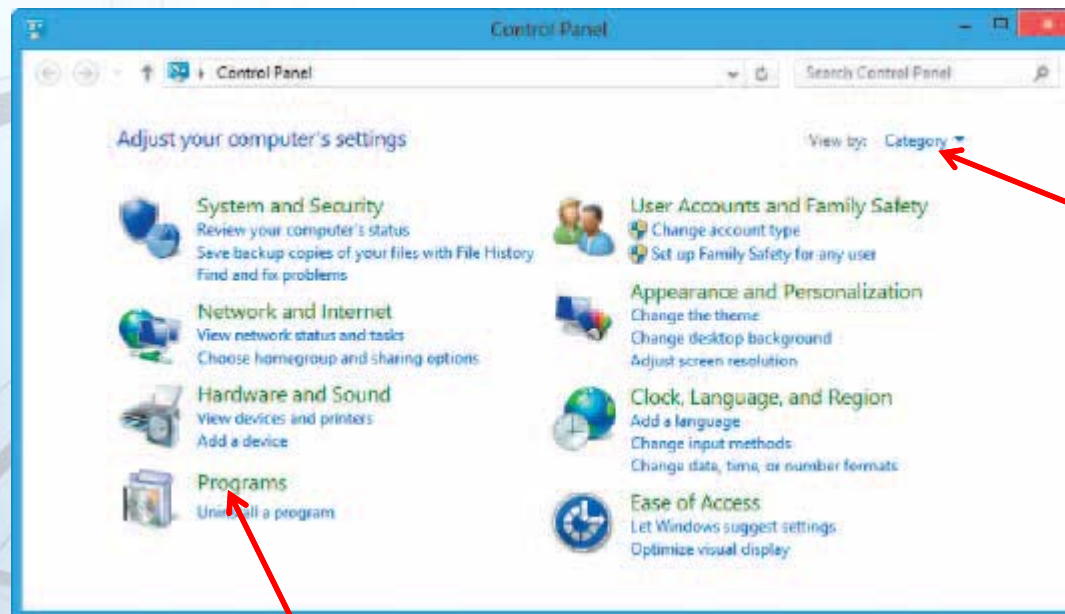 Control Panel
Control Panel
Search Control Panel
Adjust your computer's settings
View by: Category
System and Security
Review your computer's status
Save backup copies of your files with File History
Find and fix problems
Network and Internet
View network status and tasks
Choose homegroup and sharing options
Hardware and Sound
View devices and printers
Add a device
Programs
Uninstall a program
User Accounts and Family Safety
Change account type
Set up Family Safety for any user
Appearance and Personalization
Change the theme
Change desktop background
Adjust screen resolution
Clock, Language, and Region
Add a language
Change input methods
Change date, time, or number formats
Ease of Access
Let Windows suggest settings
Optimize visual display